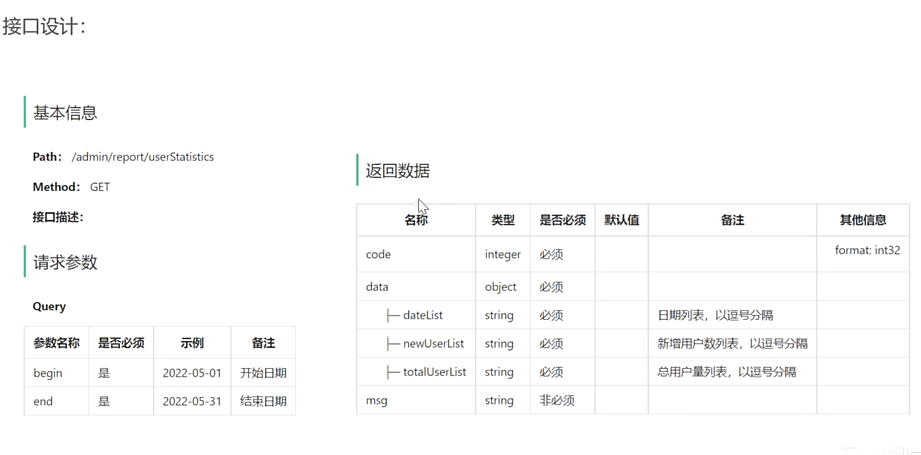 接口设计：
基本信息
Path： /admin/report/userStatistics
Method： GET
接口描述：
请求参数
Query
参数名称 是否必须 示例 备注
begin 是 2022-05-01 开始日期
end 是 2022-05-31 结束日期
返回数据
名称 类型 是否必须 默认值 备注 其他信息
code integer 必须 format: int32
data object 必须
├─ dateList string 必须 日期列表，以逗号分隔
├─ newUserList string 必须 新增用户数列表，以逗号分隔
├─ totalUserList string 必须 总用户量列表，以逗号分隔
msg string 非必须